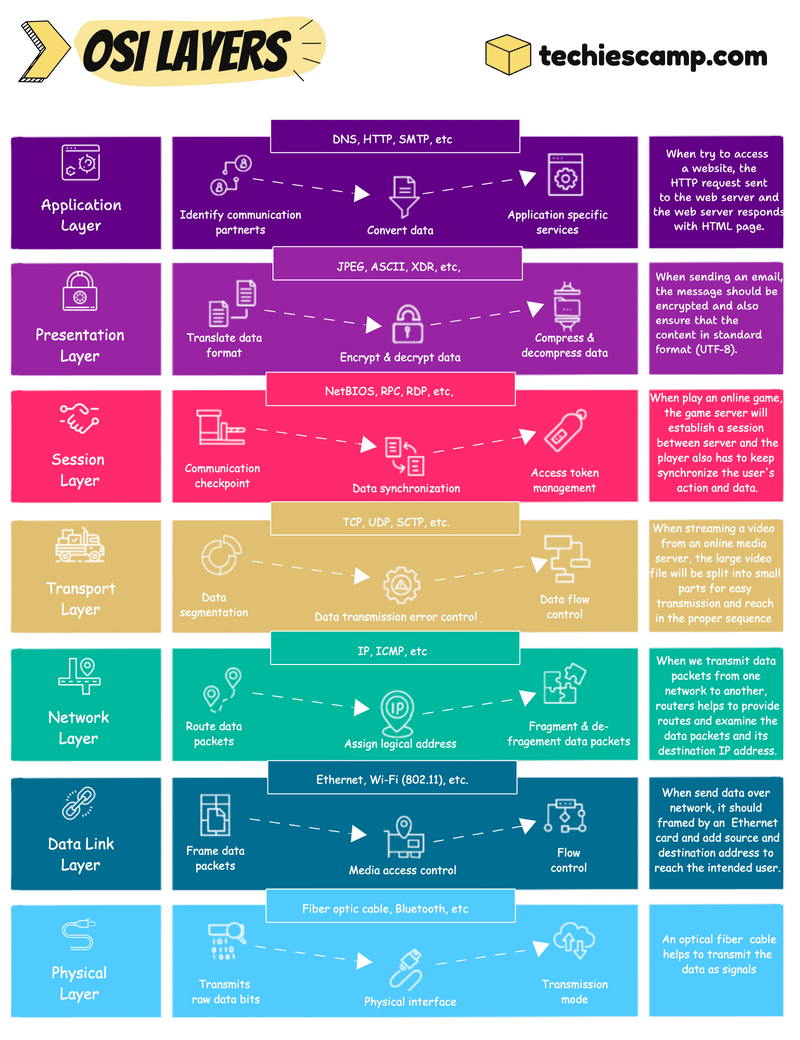 OSI LAYERS
techiescamp.com
DNS, HTTP, SMTP, etc
Application
Layer
Identify communication
partnerts
Convert data
Application specific
services
When try to access
a website, the
HTTP request sent
to the web server and
the web server responds
with HTML page.
JPEG, ASCII, XDR, etc,
Presentation
Layer
Translate data
format
Encrypt & decrypt data
Compress &
decompress data
When sending an email,
the message should be
encrypted and also
ensure that the
content in standard
format (UTF-8).
NetBIOS, RPC, RDP, etc,
Session
Layer
Communication
checkpoint
Data synchronization
Access token
management
When play an online game,
the game server will
establish a session
between server and the
player also has to keep
synchronize the user's
action and data.
TCP, UDP, SCTP, etc.
Transport
Layer
Data
segmentation
Data transmission error control .
Data flow
control
When streaming a video
from an online media
server, the large video
file will be split into small
parts for easy
transmission and reach
in the proper sequence
IP, ICMP, etc
Network
Layer
Route data
packets
IP
Assign logical address
Fragment & de-
fragement data packets
When we transmit data
packets from one
network to another,
routers helps to provide
routes and examine the
data packets and its
destination IP address.
Ethernet, Wi-Fi (802.11), etc.
Data Link
Layer
Frame data
packets
Media access control
Flow
control
When send data over
network, it should
framed by an Ethernet
card and add source and
destination address to
reach the intended user.
Fiber optic cable, Bluetooth, etc
Physical
Layer
Transmits
raw data bits
Physical interface
Transmission
mode
An optical fiber cable
helps to transmit the
data as signals